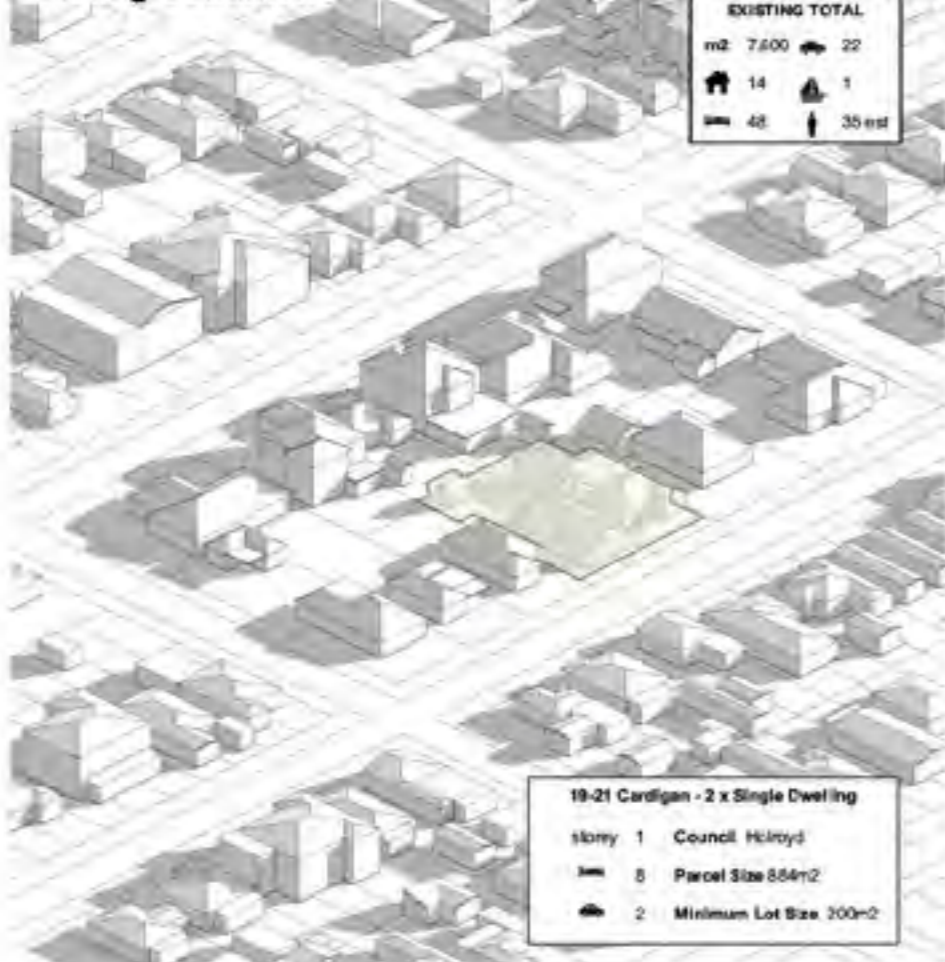 EXISTING TOTAL
m2 7,600 22
14 1
48 35 est
19-21 Cardigan - 2 x Single Dwelling
storey 1 Council Holroyd
8 Parcel Size 884m2
2 Minimum Lot Size 200m2